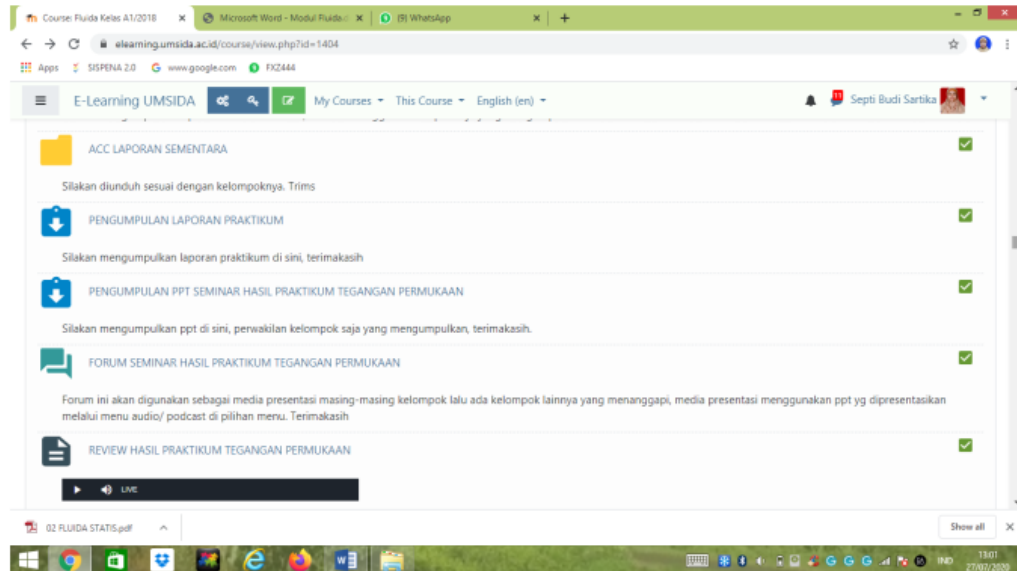 Course: Fluida Kelas A1/2018
Microsoft Word - Modul Fluida.d
(9) WhatsApp
elearning.umsida.ac.id/course/view.php?id=1404
Apps SISPENA 2.0 www.google.com FXZ444
E-Learning UMSIDA My Courses This Course English (en) Septi Budi Sartika
ACC LAPORAN SEMENTARA
Silakan diunduh sesuai dengan kelompoknya. Trims
PENGUMPULAN LAPORAN PRAKTIKUM
Silakan mengumpulkan laporan praktikum di sini, terimakasih
PENGUMPULAN PPT SEMINAR HASIL PRAKTIKUM TEGANGAN PERMUKAAN
Silakan mengumpulkan ppt di sini, perwakilan kelompok saja yang mengumpulkan, terimakasih.
FORUM SEMINAR HASIL PRAKTIKUM TEGANGAN PERMUKAAN
Forum ini akan digunakan sebagai media presentasi masing-masing kelompok lalu ada kelompok lainnya yang menanggapi, media presentasi menggunakan ppt yg dipresentasikan
melalui menu audio/ podcast di pilihan menu. Terimakasih
REVIEW HASIL PRAKTIKUM TEGANGAN PERMUKAAN
LIVE
02 FLUIDA STATIS.pdf
Show all
IND
13:01
27/07/2020